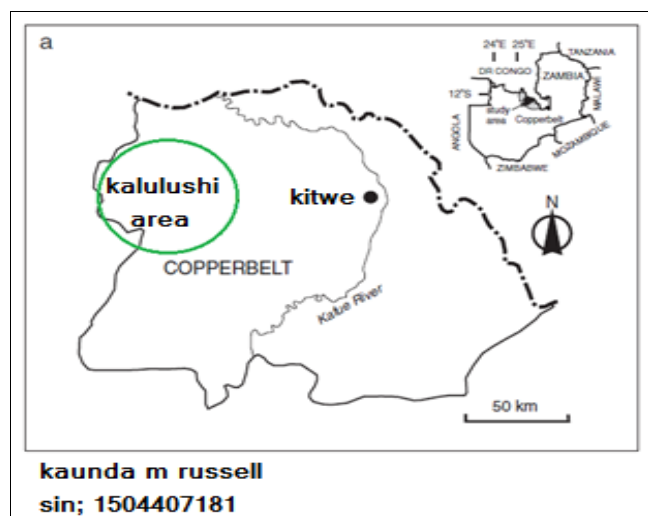 a
24°E 25°E
TANZANIA
DR CONGO
ZAMBIA
12°S
MALAWI
study
area
Copperbelt
ANGOLA
MOZAMBIQUE
ZIMBABWE
kalulushi
area
kitwe
N
COPPERBELT
Kafue River
50 km
kaunda m russell
sin; 1504407181